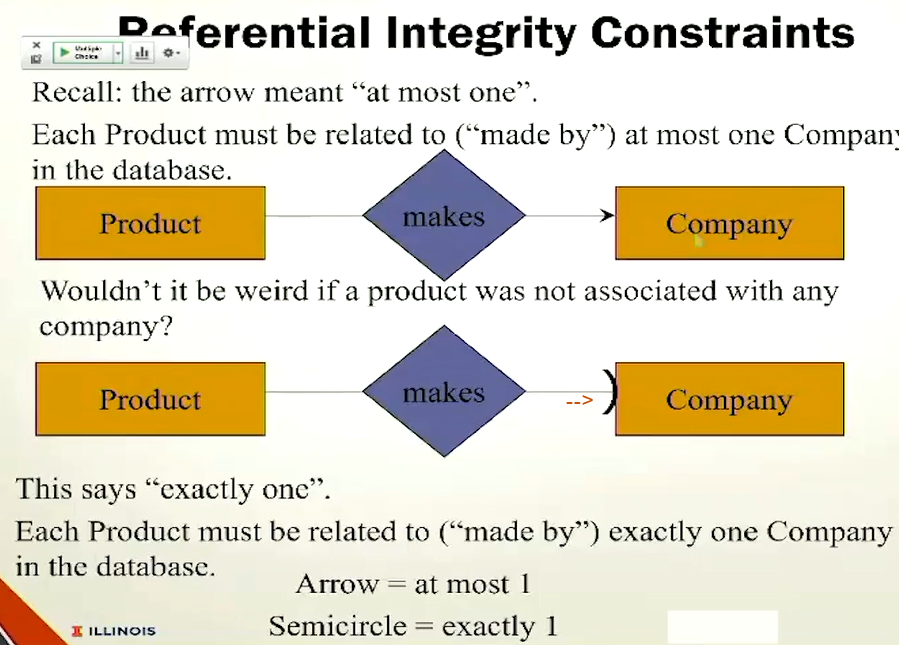 Referential Integrity Constraints
Multiple
Choice
Recall: the arrow meant “at most one”.
Each Product must be related to (“made by”) at most one Company
in the database.
Product
makes
Company
Wouldn’t it be weird if a product was not associated with any
company?
Product
makes
-->
Company
This says “exactly one”.
Each Product must be related to (“made by”) exactly one Company
in the database.
Arrow = at most 1
Semicircle = exactly 1
I ILLINOIS